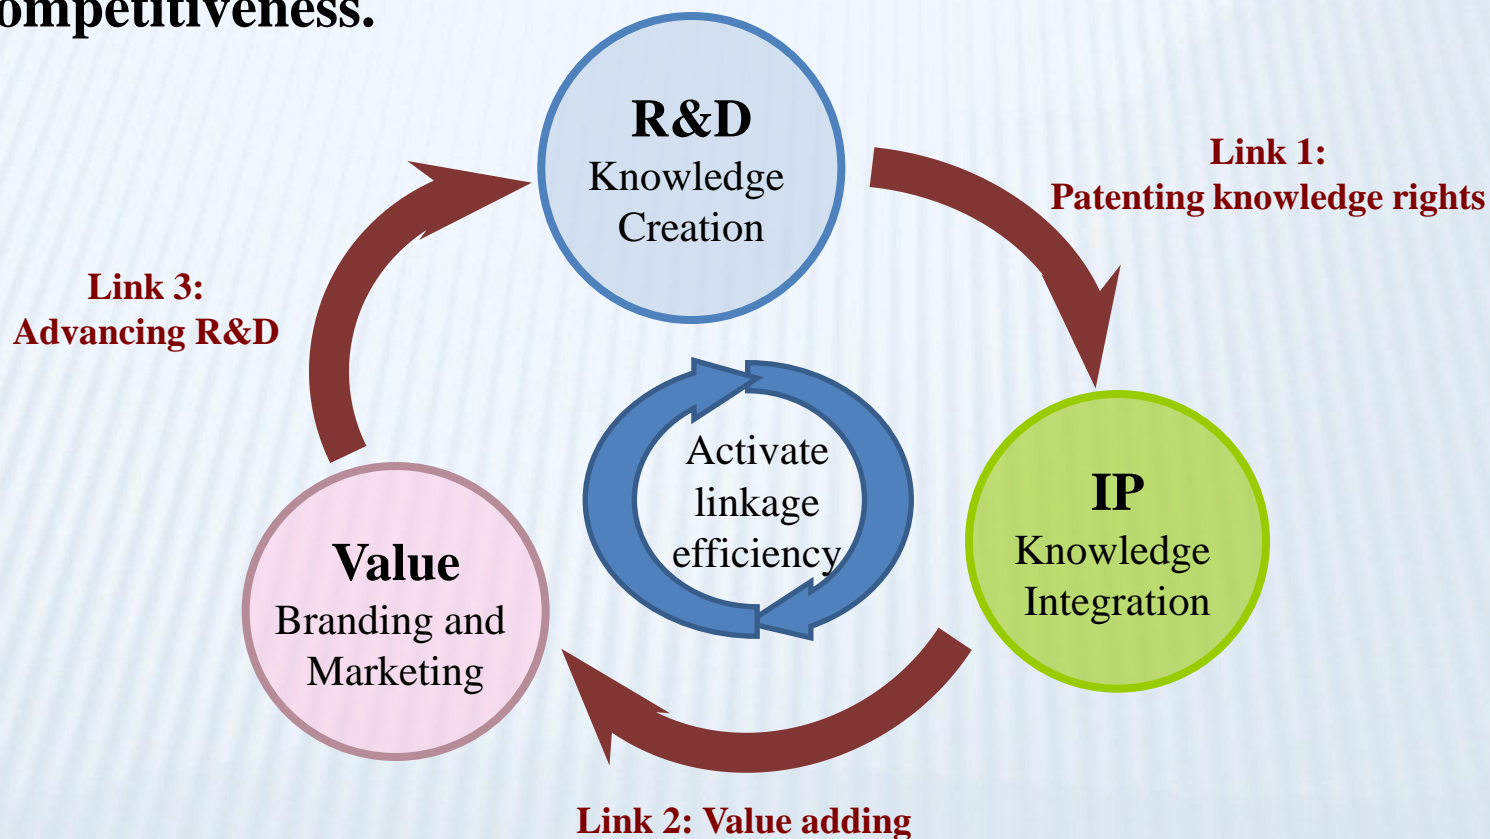 ompetitiveness.
R&D
Knowledge
Creation
Link 1:
Patenting knowledge rights
Link 3:
Advancing R&D
Activate
linkage
efficiency
IP
Knowledge
Integration
Value
Branding and
Marketing
Link 2: Value adding